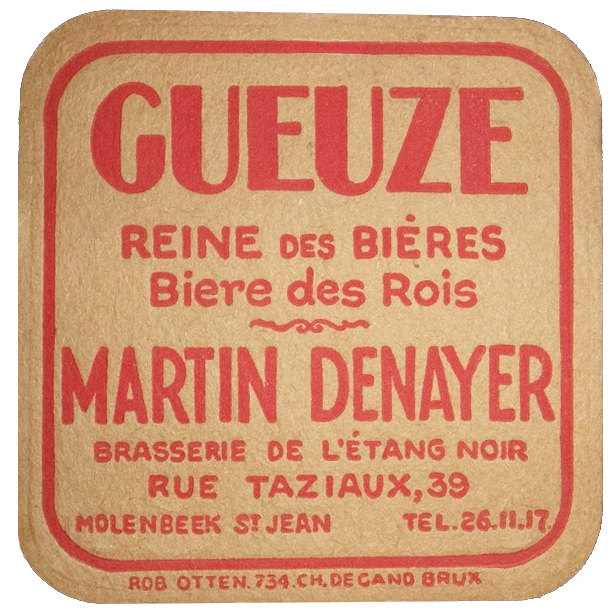 GUEUZE
REINE DES BIÈRES
Biere des Rois
MARTIN DENAYER
BRASSERIE DE L'ÉTANG NOIR
RUE TAZIAUX, 39
MOLENBEEK ST JEAN TEL. 26.11.17.
ROB OTTEN. 734. CH. DE GAND BRUX